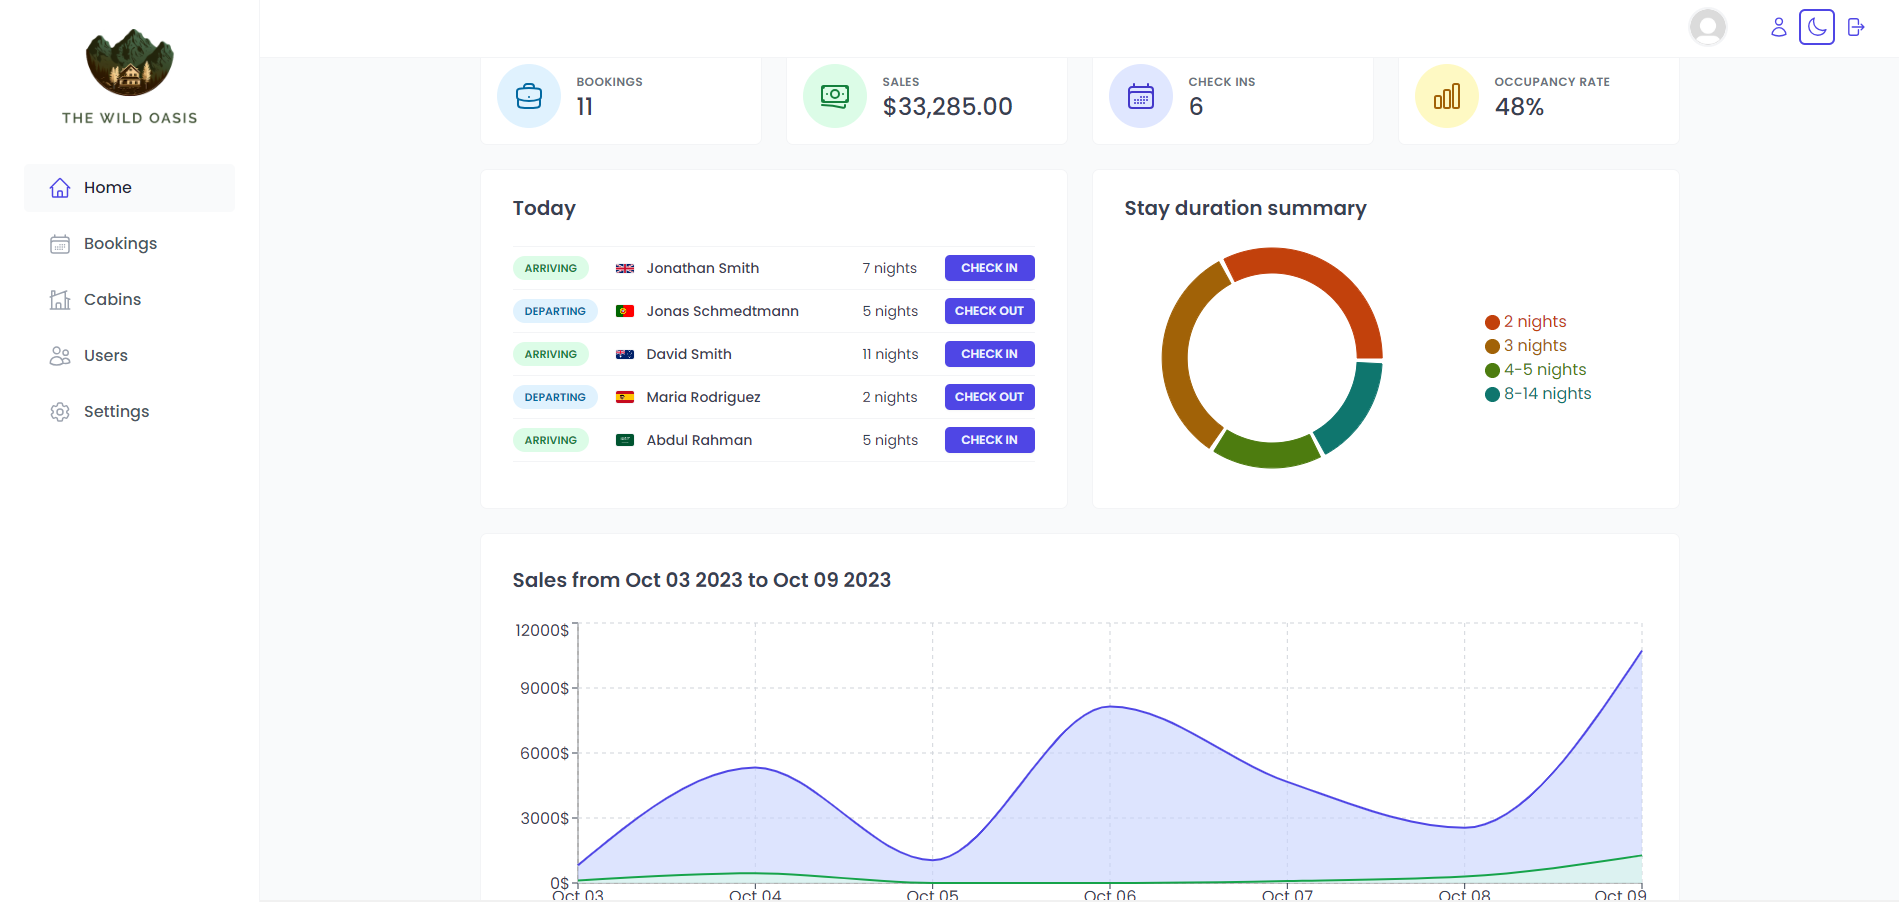 THE WILD OASIS
Home
Bookings
Cabins
Users
Settings
BOOKINGS
11
SALES
$33,285.00
CHECK INS
6
OCCUPANCY RATE
48%
Today
ARRIVING Jonathan Smith 7 nights CHECK IN
DEPARTING Jonas Schmedtmann 5 nights CHECK OUT
ARRIVING David Smith 11 nights CHECK IN
DEPARTING Maria Rodriguez 2 nights CHECK OUT
ARRIVING Abdul Rahman 5 nights CHECK IN
Stay duration summary
2 nights
3 nights
4-5 nights
8-14 nights
Sales from Oct 03 2023 to Oct 09 2023
12000$
9000$
6000$
3000$
0$
Oct 03 Oct 04 Oct 05 Oct 06 Oct 07 Oct 08 Oct 09